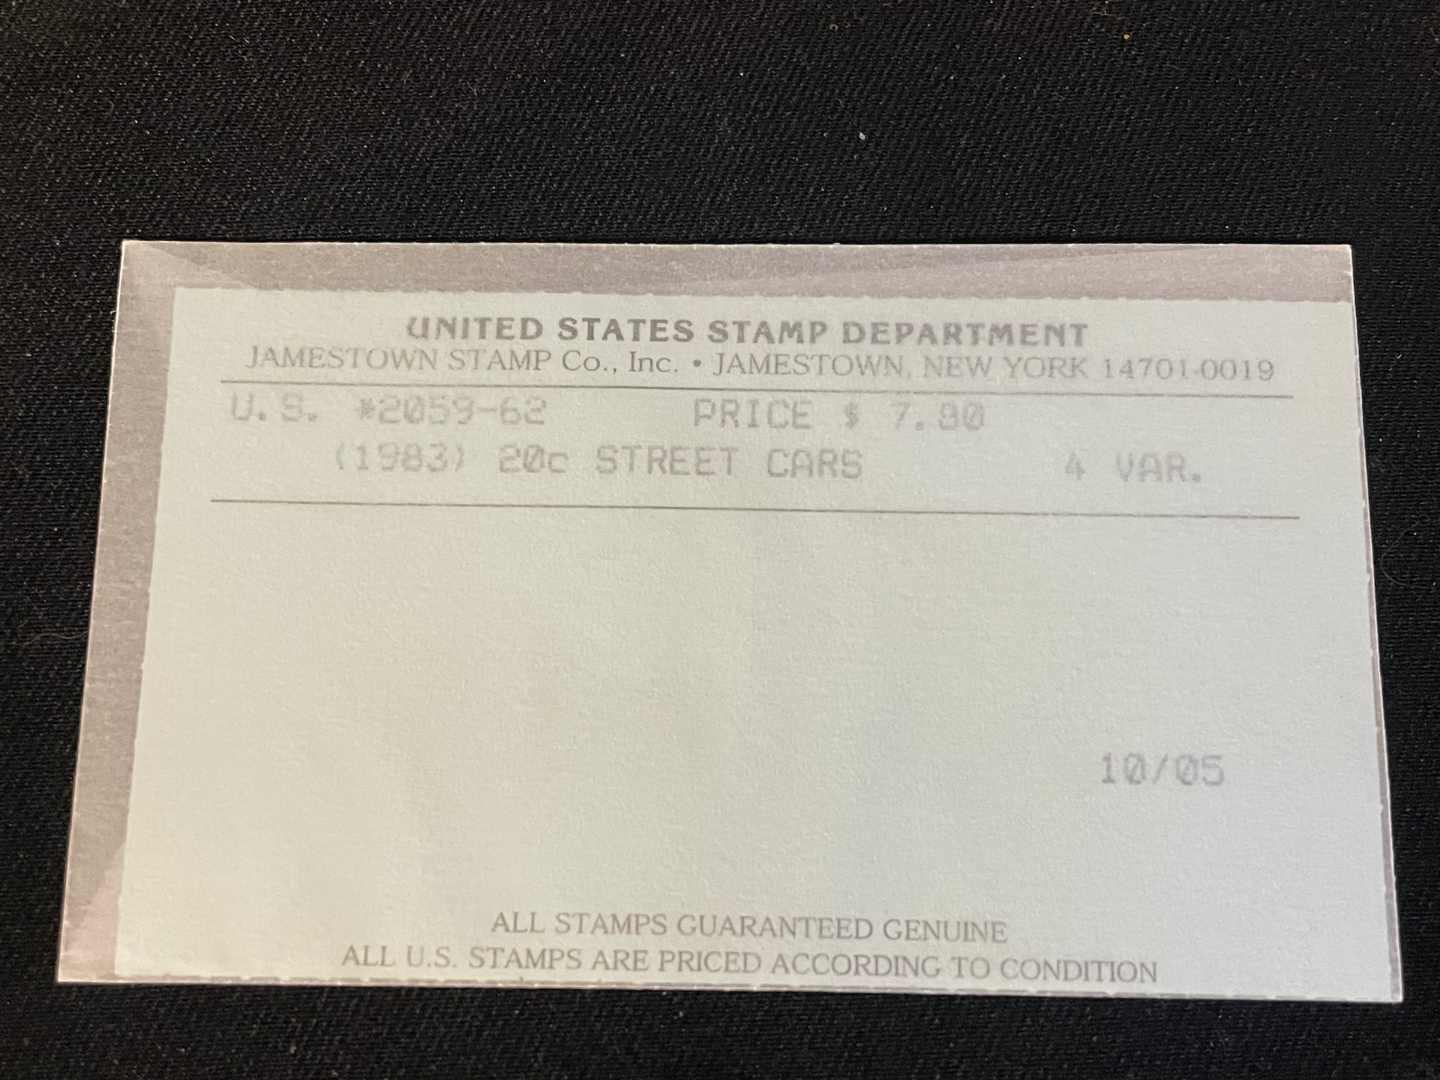 UNITED STATES STAMP DEPARTMENT
JAMESTOWN STAMP Co., Inc. • JAMESTOWN, NEW YORK 14701-0019
U.S. *2059-62 PRICE $ 7.80
(1983) 20c STREET CARS 4 VAR.
10/05
ALL STAMPS GUARANTEED GENUINE
ALL U.S. STAMPS ARE PRICED ACCORDING TO CONDITION